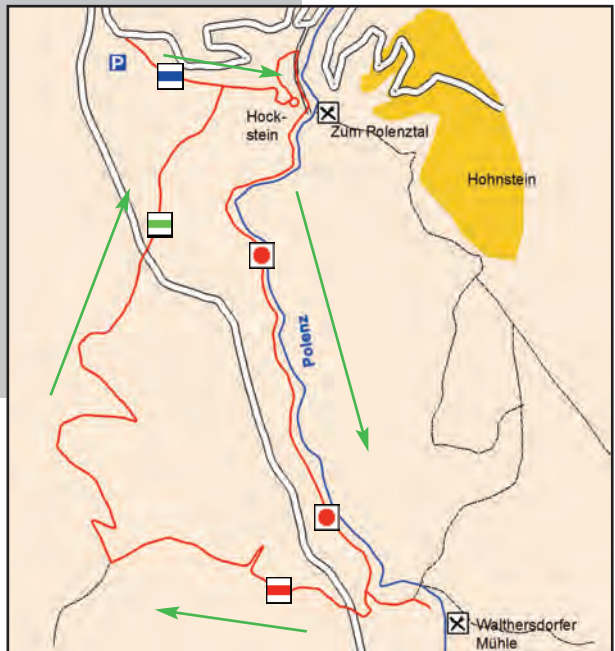 P
Hock-
stein
Zum Polenztal
Hohnstein
Polenz
Walthersdorfer
Mühle